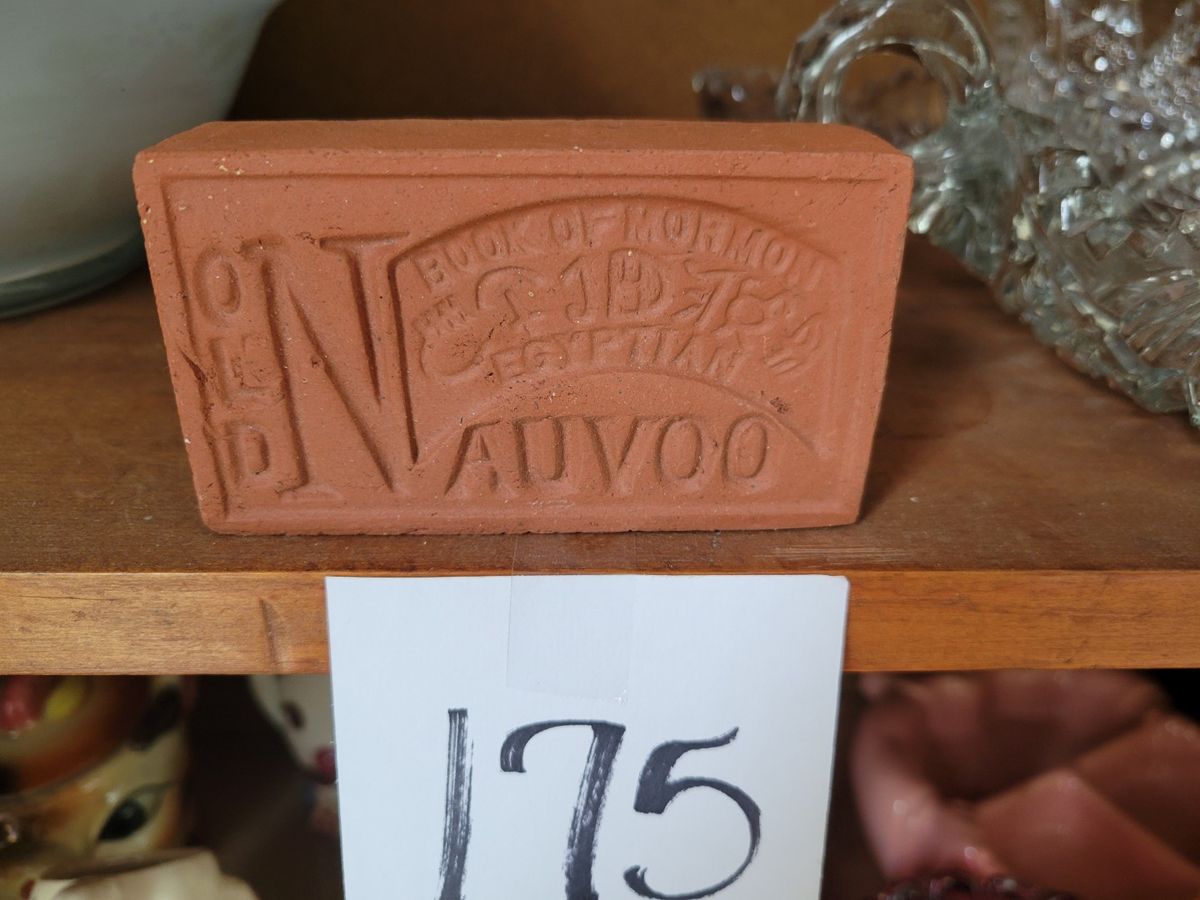 OLD
BOOK OF MORMON
EGYPTIAN
NAUVOO
175